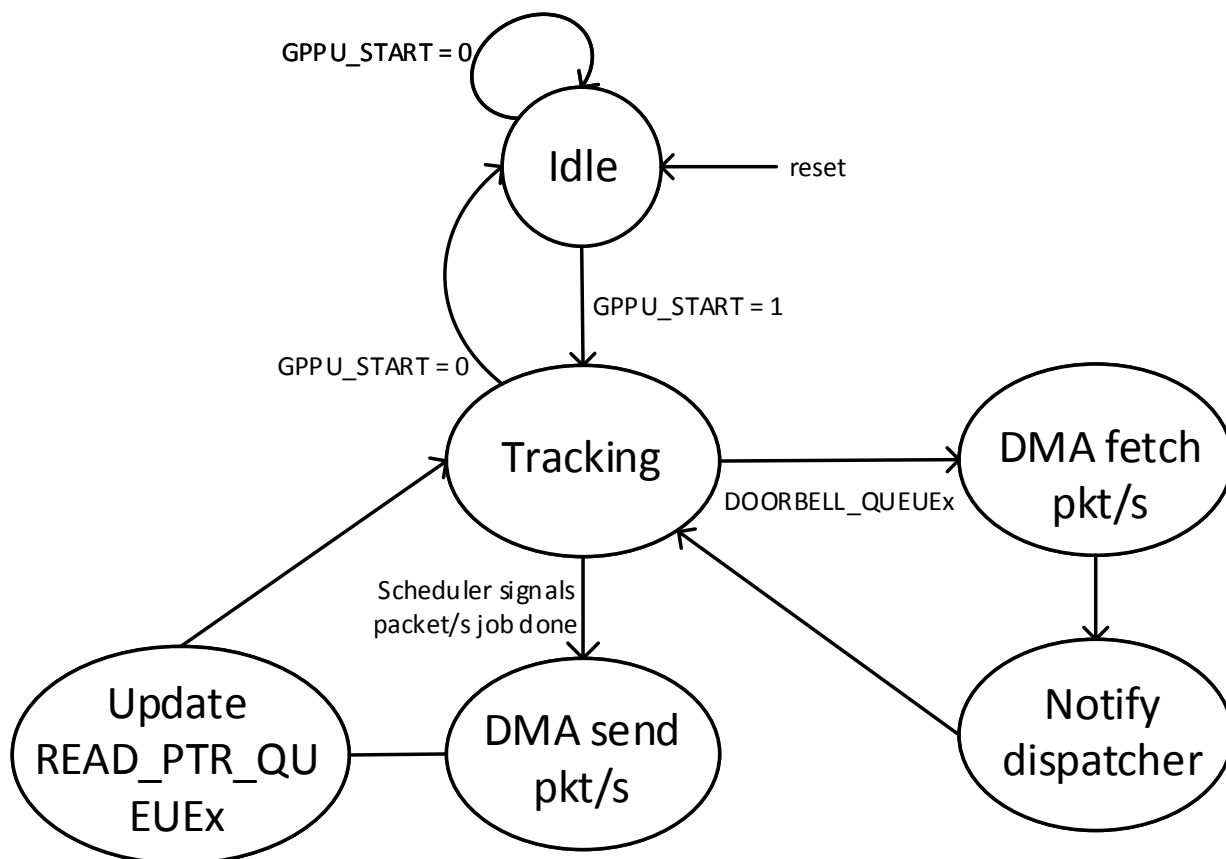 GPPU_START = 0
Idle
reset
GPPU_START = 1
GPPU_START = 0
Tracking
DOORBELL_QUEUEx
DMA fetch
pkt/s
Scheduler signals
packet/s job done
Update
READ_PTR_QU
EUEx
DMA send
pkt/s
Notify
dispatcher